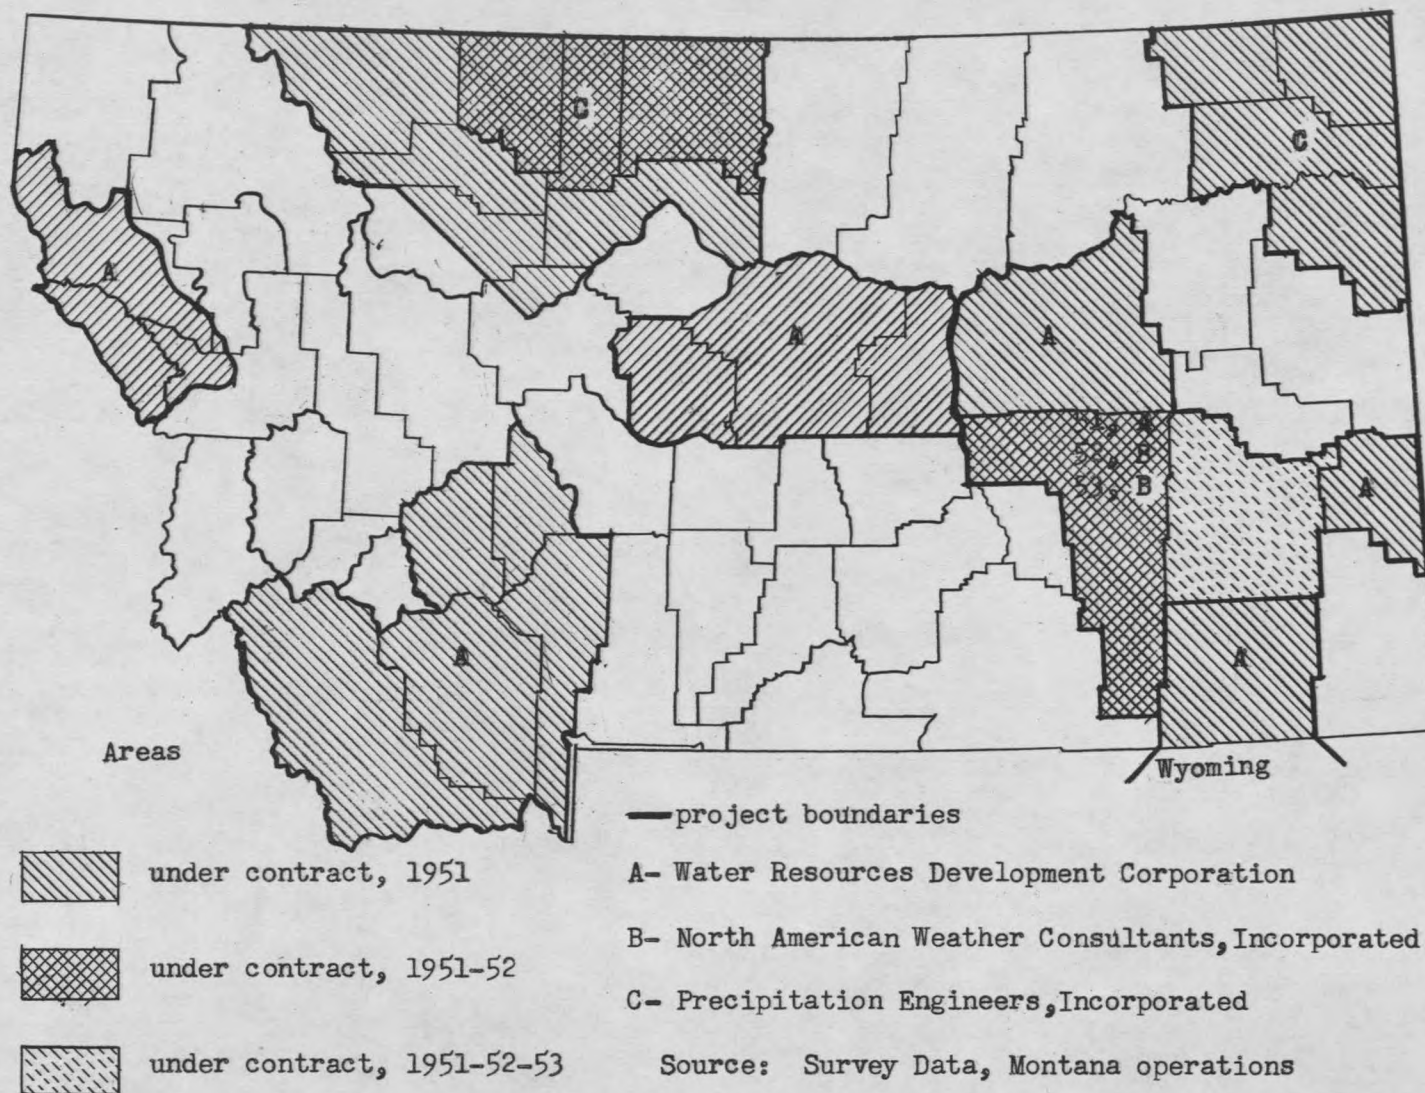 C
C
A
A
A
51, A
52, B
53, B
A
A
A
Areas
Wyoming
project boundaries
under contract, 1951
A- Water Resources Development Corporation
B- North American Weather Consultants, Incorporated
under contract, 1951-52
C- Precipitation Engineers, Incorporated
under contract, 1951-52-53
Source: Survey Data, Montana operations